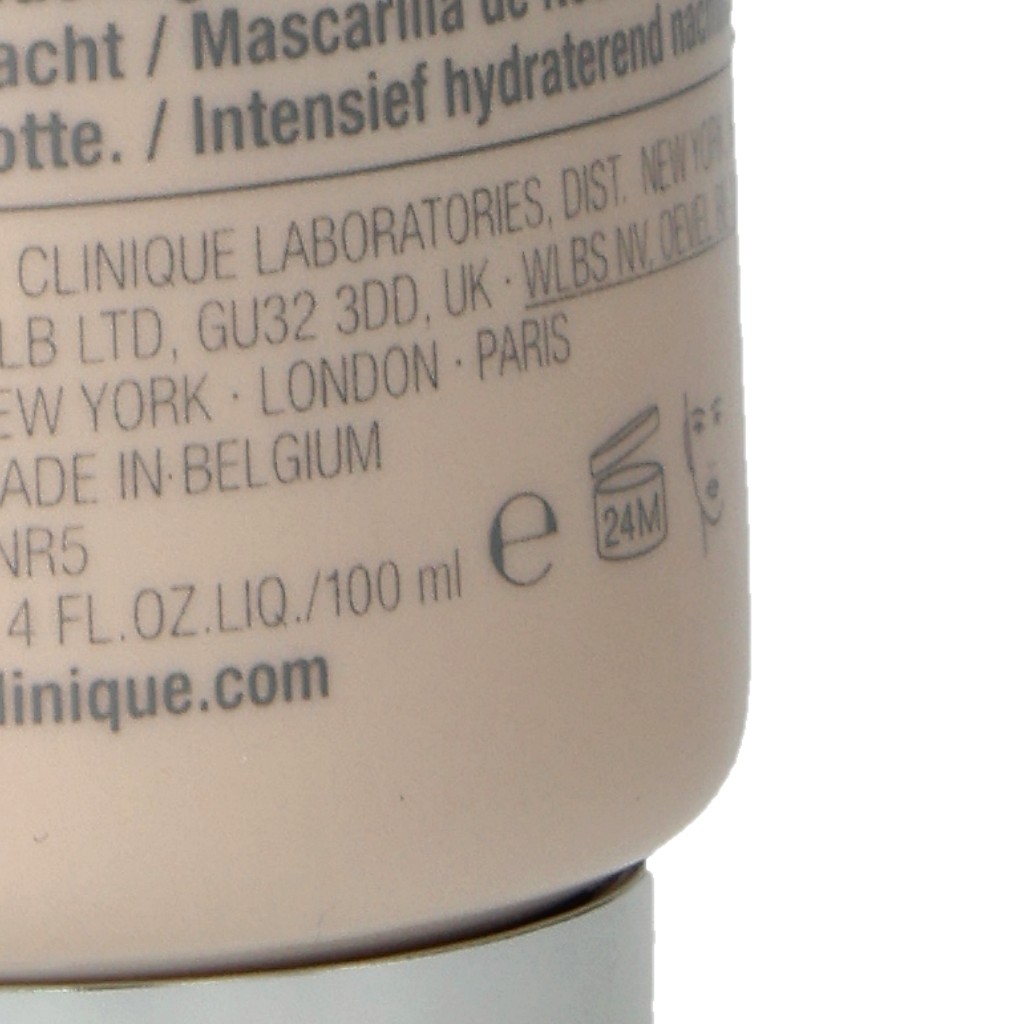 acht / Mascarilla de
otte. / Intensief hydraterend
CLINIQUE LABORATORIES, DIST. NEW YORK
LB LTD, GU32 3DD, UK · WLBS NV, OEVEL
EW YORK · LONDON · PARIS
ADE IN BELGIUM
NR5
4 FL.OZ.LIQ./100 ml e 24M
linique.com